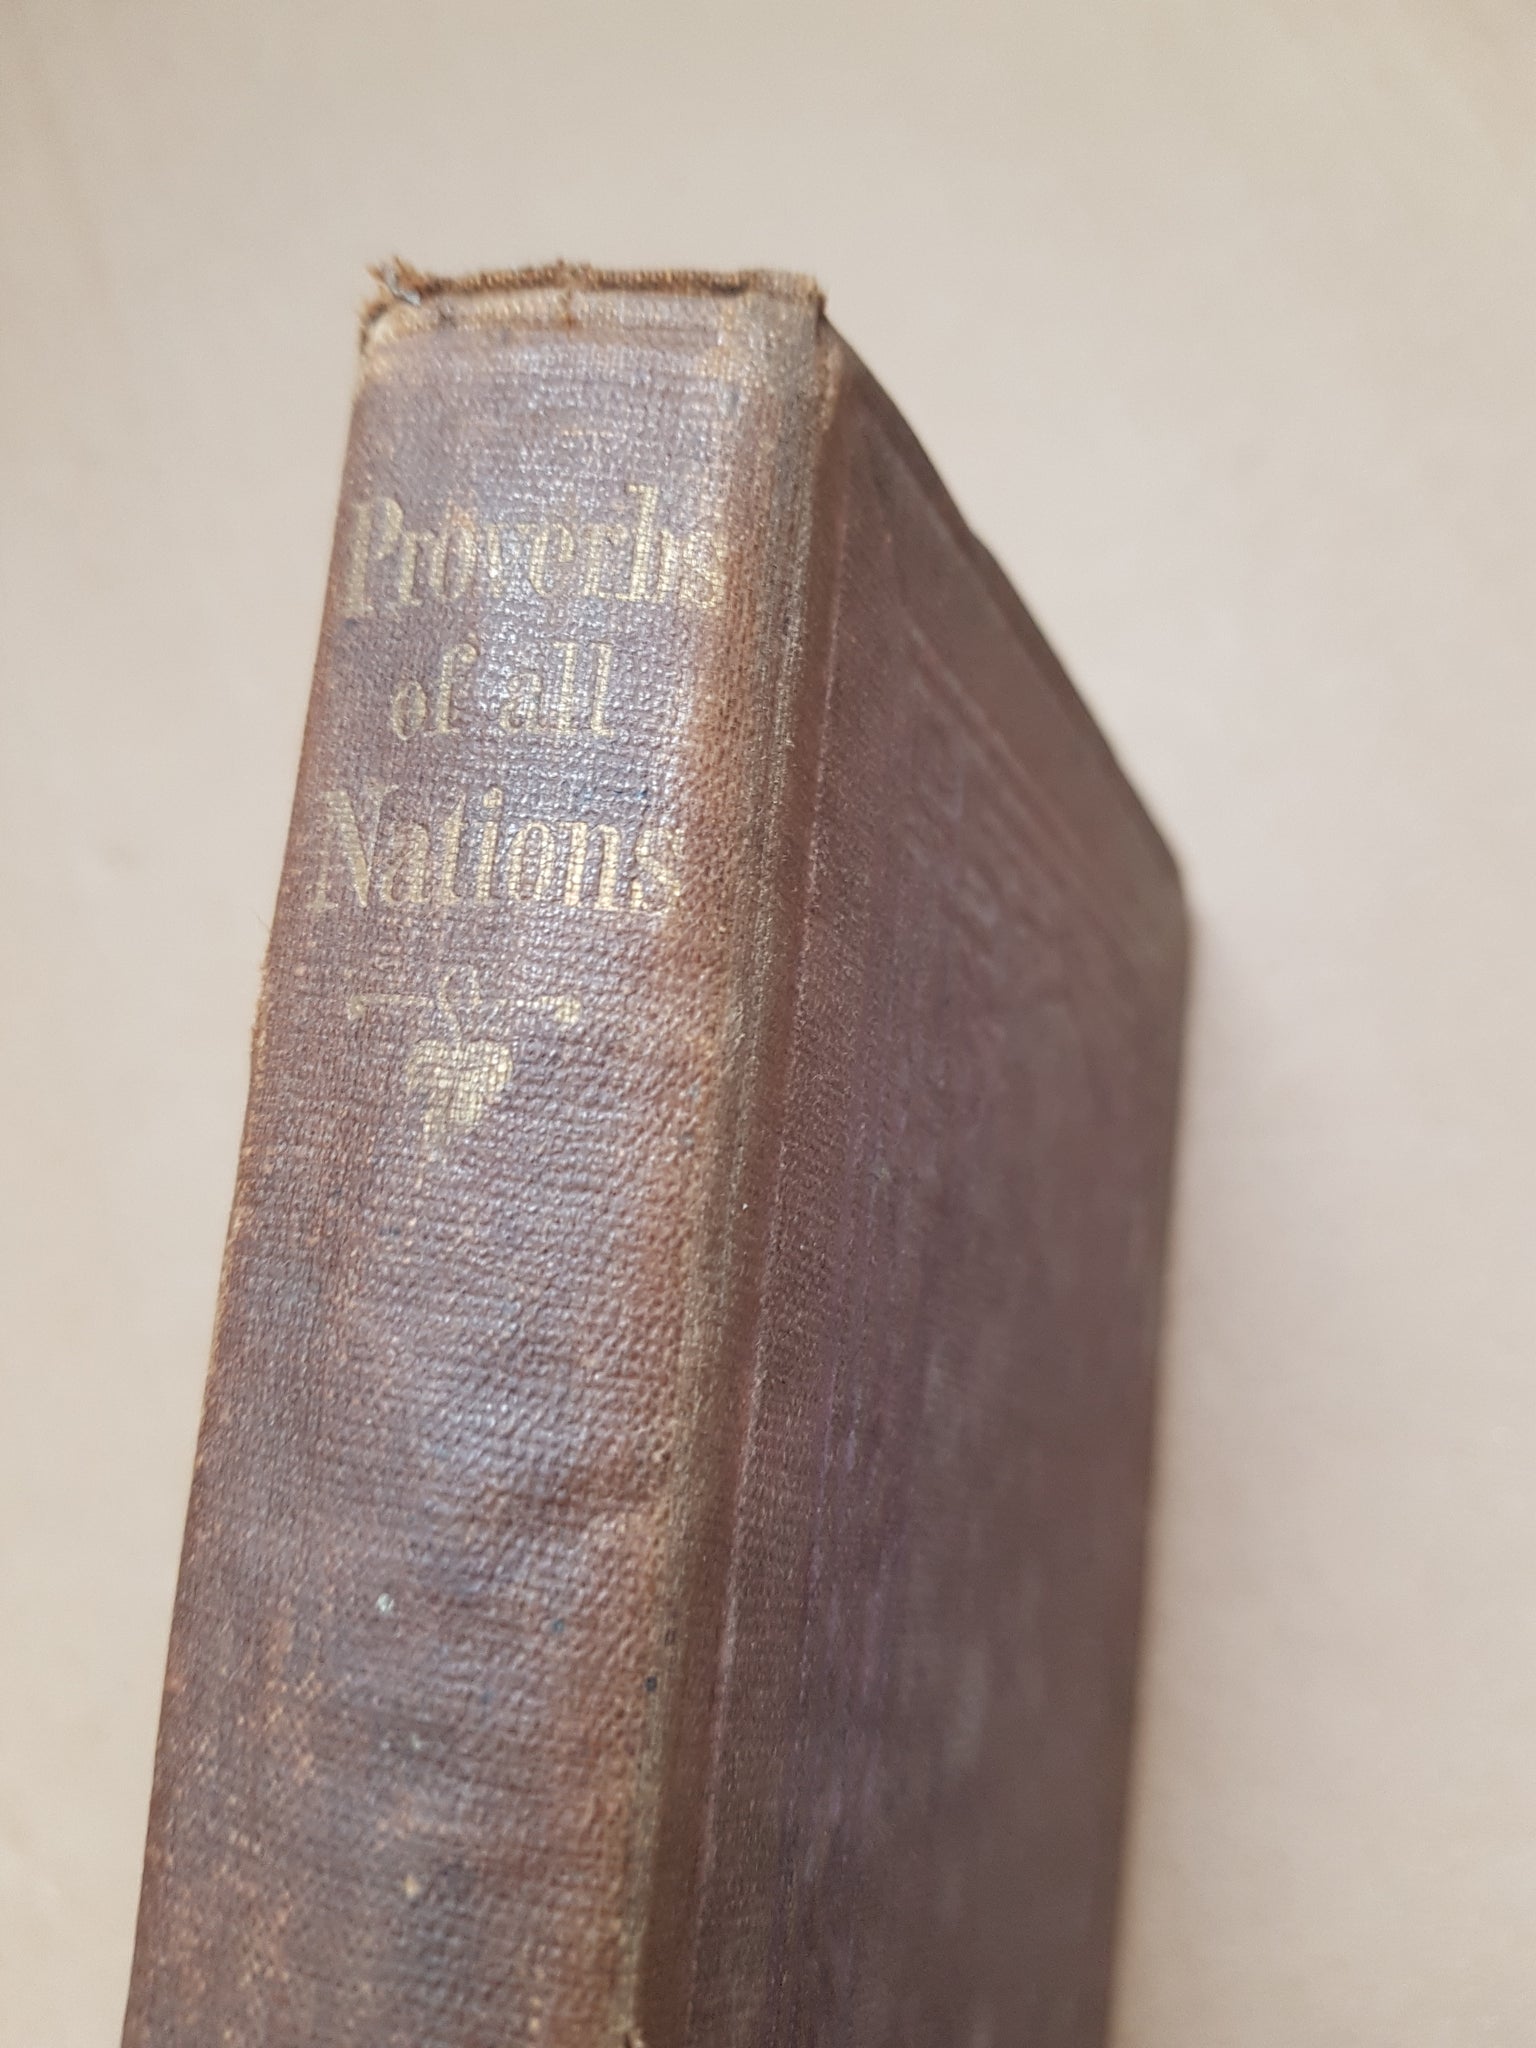 Proverbs
of all
Nations